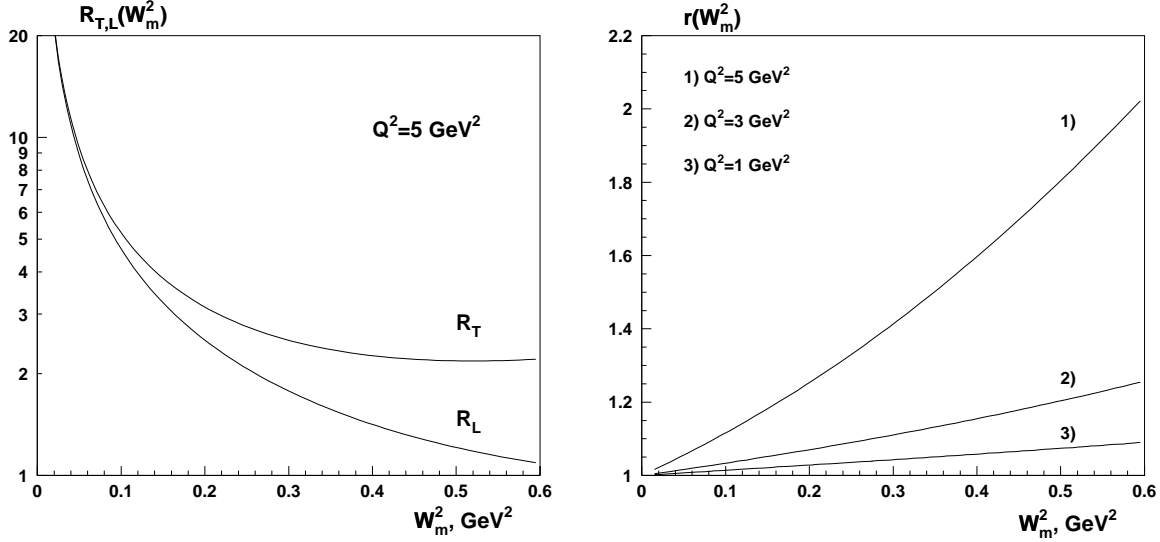 R_T,L(W_m^2)
20
10
9
8
7
6
5
4
3
2
1
Q^2=5 GeV^2
R_T
R_L
0 0.1 0.2 0.3 0.4 0.5 0.6
W_m^2, GeV^2
r(W_m^2)
2.2
2
1.8
1.6
1.4
1.2
1
1) Q^2=5 GeV^2
2) Q^2=3 GeV^2
3) Q^2=1 GeV^2
1)
2)
3)
0 0.1 0.2 0.3 0.4 0.5 0.6
W_m^2, GeV^2